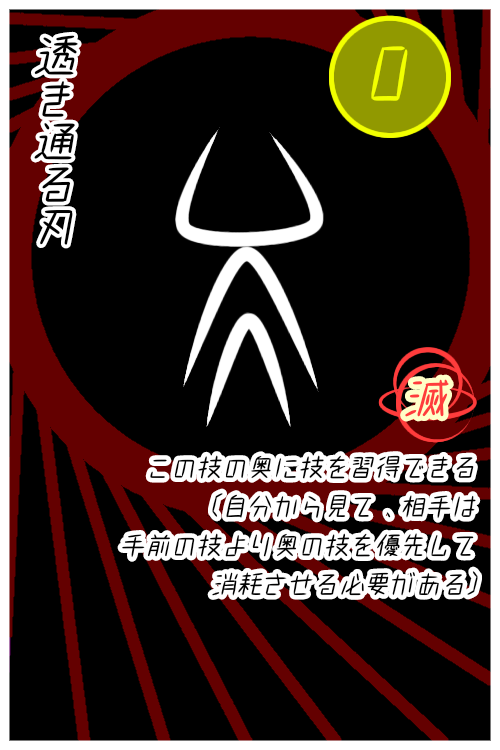 透き通る刃
0
滅
この技の奥に技を習得できる
(自分から見て、相手は
手前の技より奥の技を優先して
消耗させる必要がある)